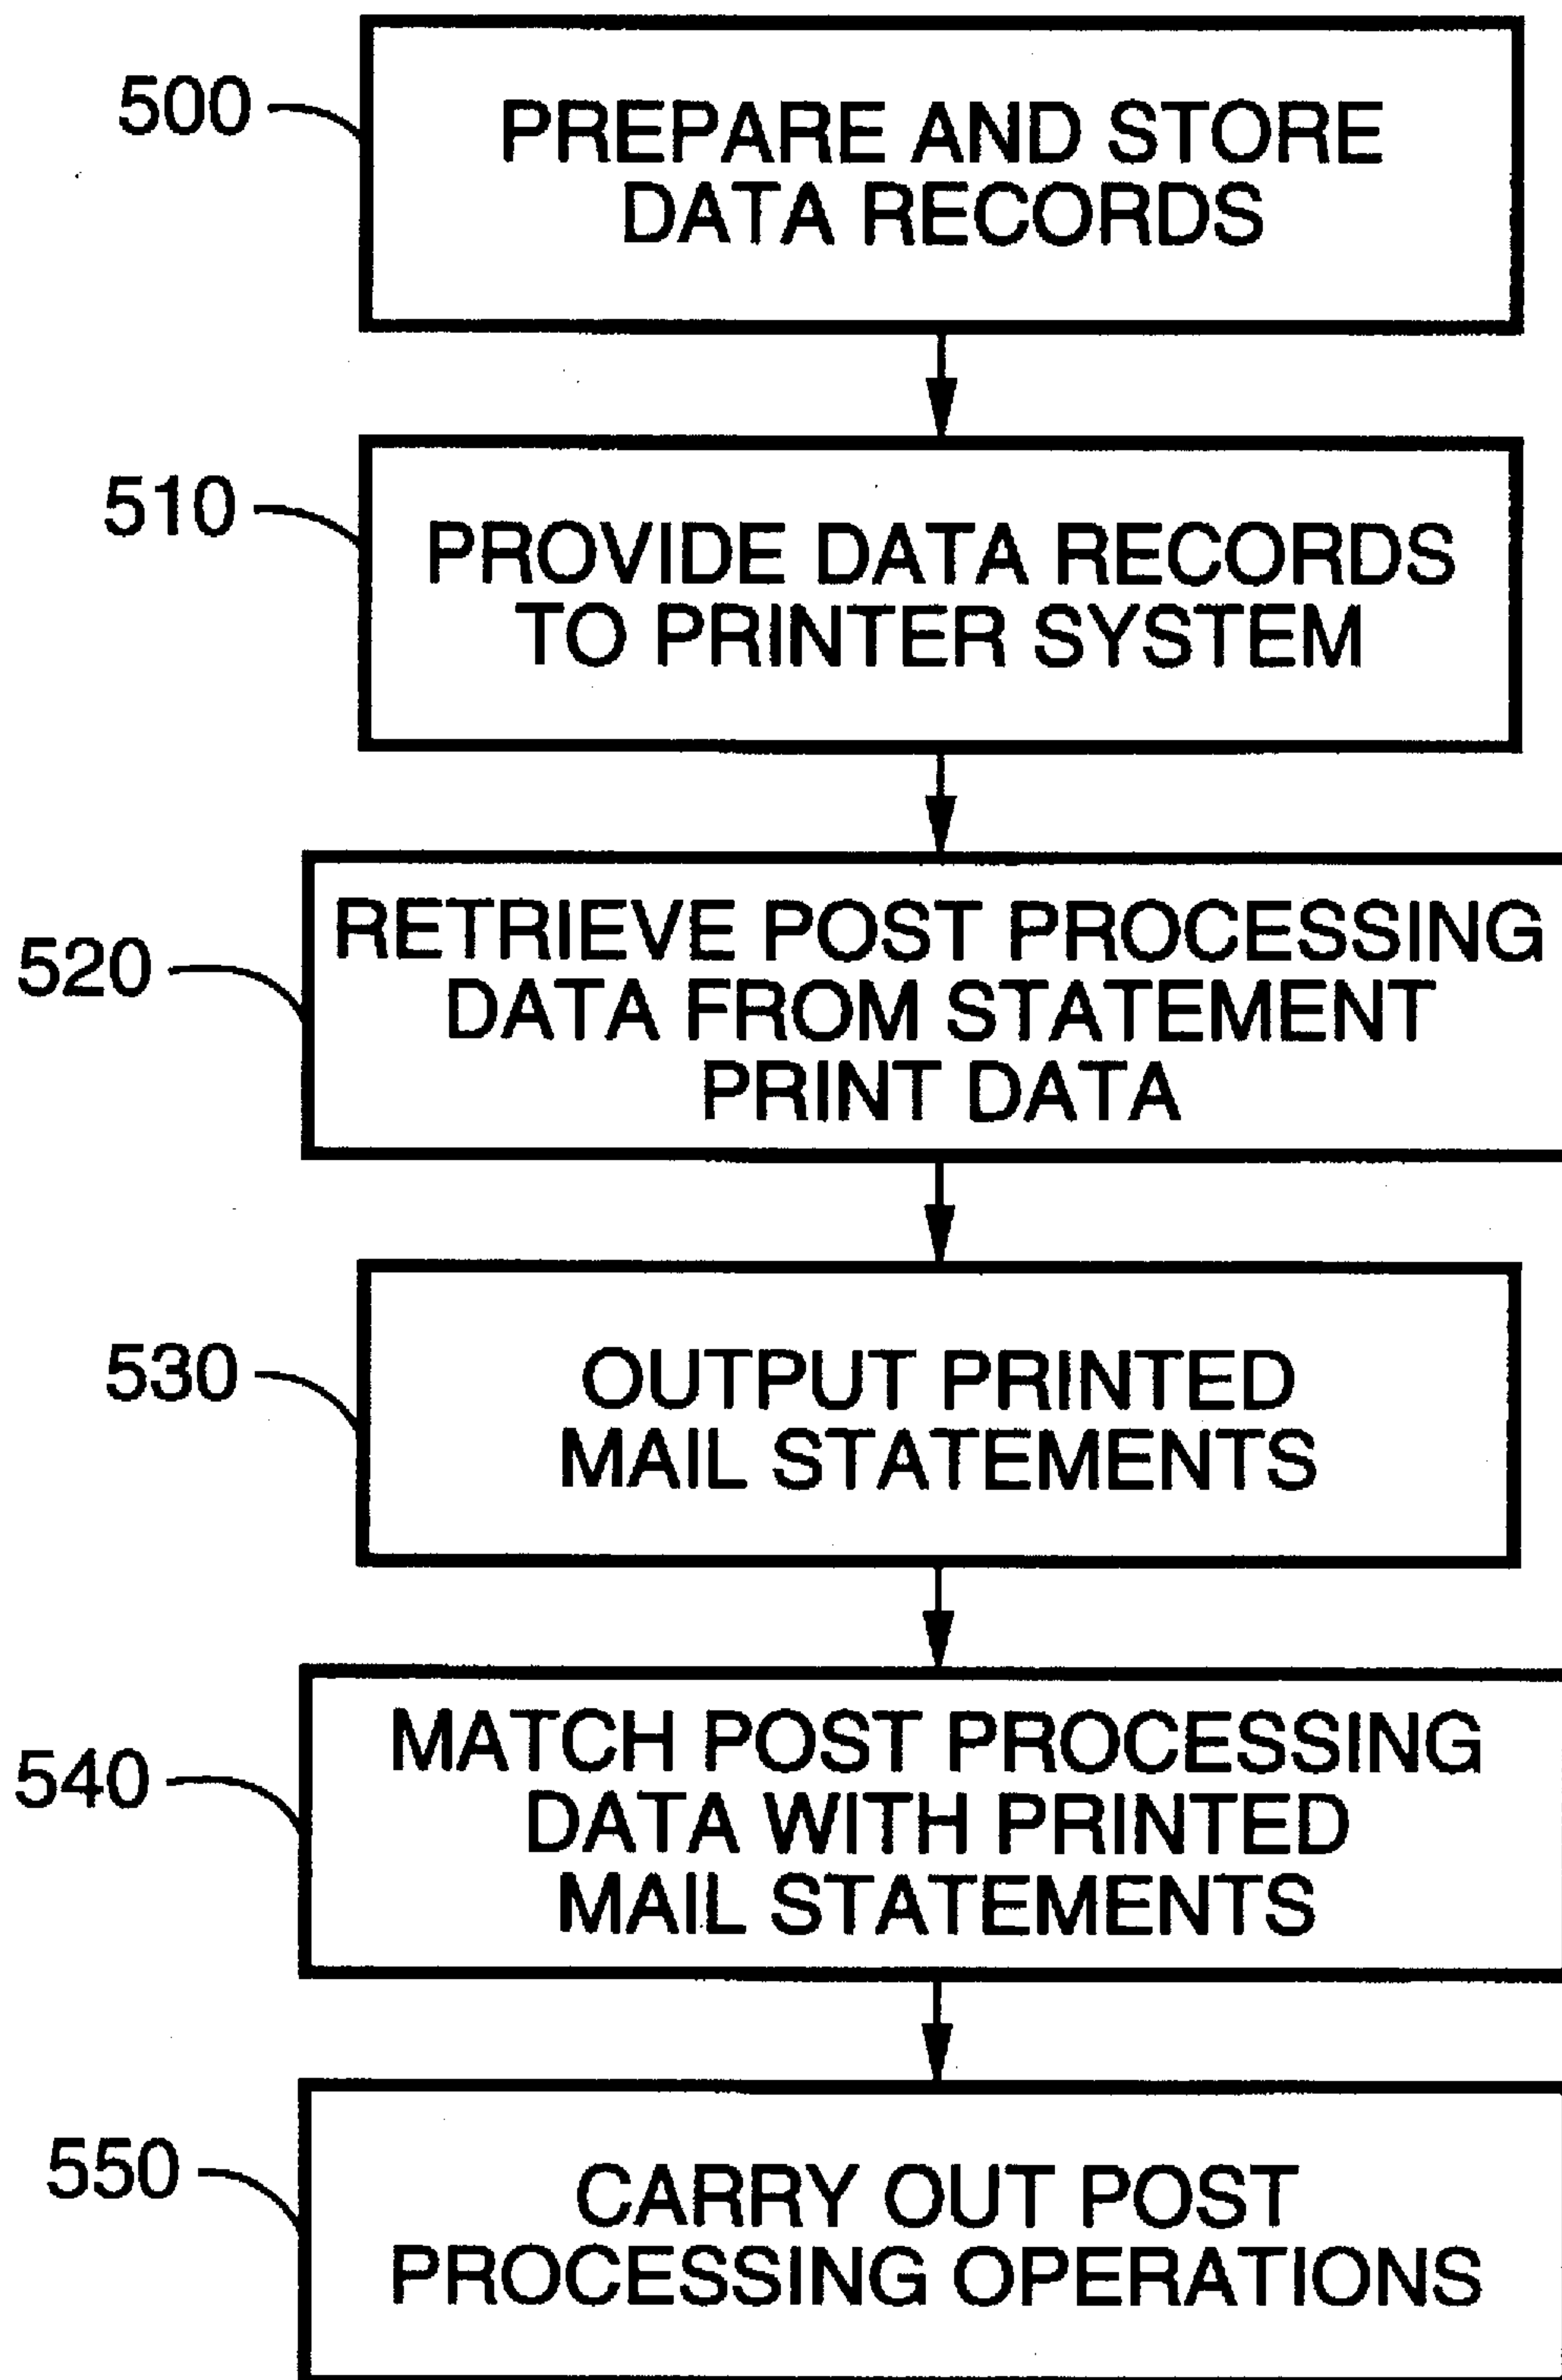 500
PREPARE AND STORE
DATA RECORDS
510
PROVIDE DATA RECORDS
TO PRINTER SYSTEM
520
RETRIEVE POST PROCESSING
DATA FROM STATEMENT
PRINT DATA
530
OUTPUT PRINTED
MAIL STATEMENTS
540
MATCH POST PROCESSING
DATA WITH PRINTED
MAIL STATEMENTS
550
CARRY OUT POST
PROCESSING OPERATIONS